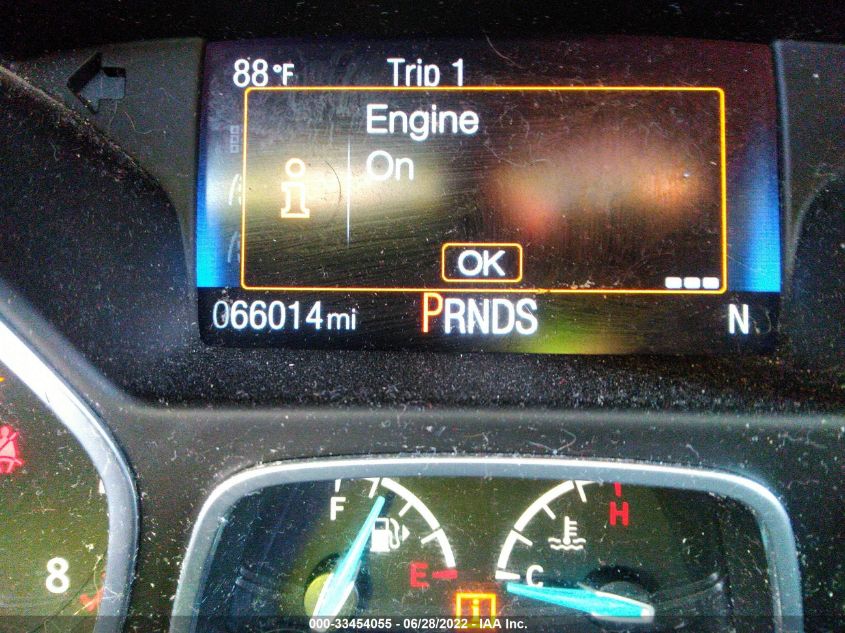 88°F Trip 1
Engine
On
OK
066014mi PRNDS N
F H
E C
8
000-33454055 / 06/28/2022 - IAA Inc.